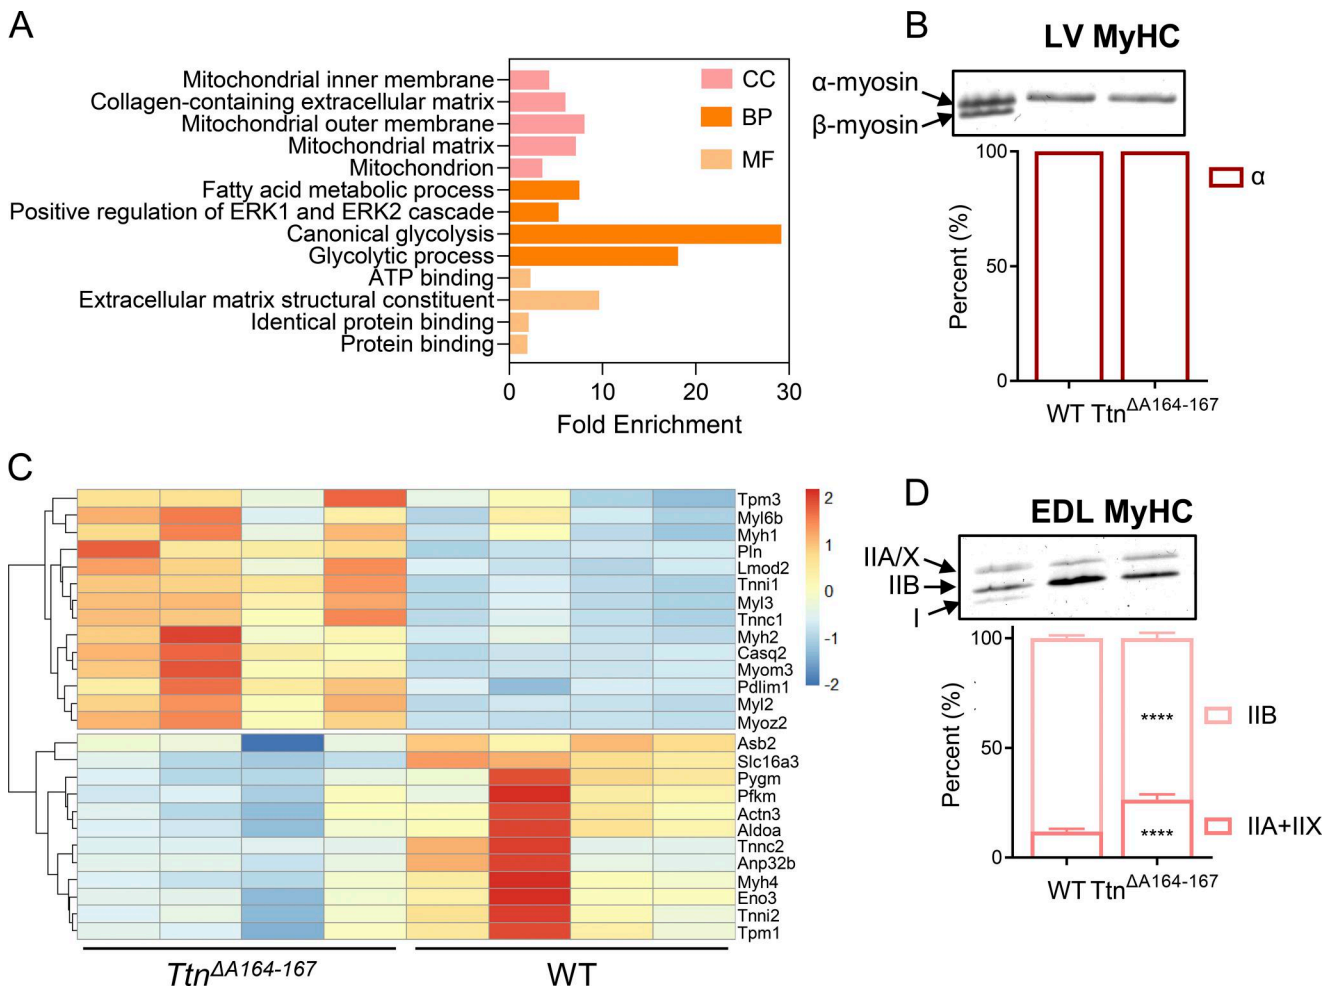 A
Mitochondrial inner membrane
Collagen-containing extracellular matrix
Mitochondrial outer membrane
Mitochondrial matrix
Mitochondrion
Fatty acid metabolic process
Positive regulation of ERK1 and ERK2 cascade
Canonical glycolysis
Glycolytic process
ATP binding
Extracellular matrix structural constituent
Identical protein binding
Protein binding
CC
BP
MF
0 10 20 30
Fold Enrichment
B
LV MyHC
α-myosin
β-myosin
100
50
0
Percent (%)
α
WT Ttn^ΔA164-167
C
Tpm3
Myl6b
Myh1
Pln
Lmod2
Tnni1
Myl3
Tnnc1
Myh2
Casq2
Myom3
Pdlim1
Myl2
Myoz2
Asb2
Slc16a3
Pygm
Pfkm
Actn3
Aldoa
Tnnc2
Anp32b
Myh4
Eno3
Tnni2
Tpm1
2
1
0
-1
-2
Ttn^ΔA164-167 WT
D
EDL MyHC
IIA/X
IIB
I
100
50
0
Percent (%)
****
****
IIB
IIA+IIX
WT Ttn^ΔA164-167